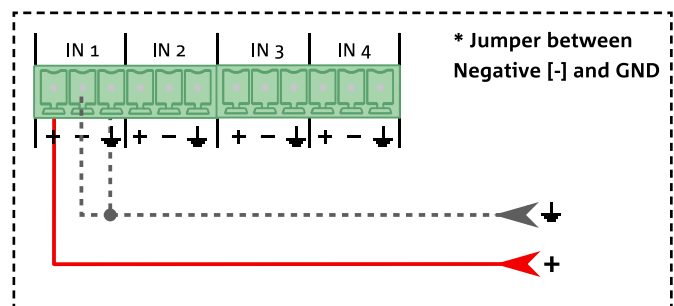 IN 1 IN 2 IN 3 IN 4
* Jumper between
Negative [-] and GND
+ − + − + − + −
+